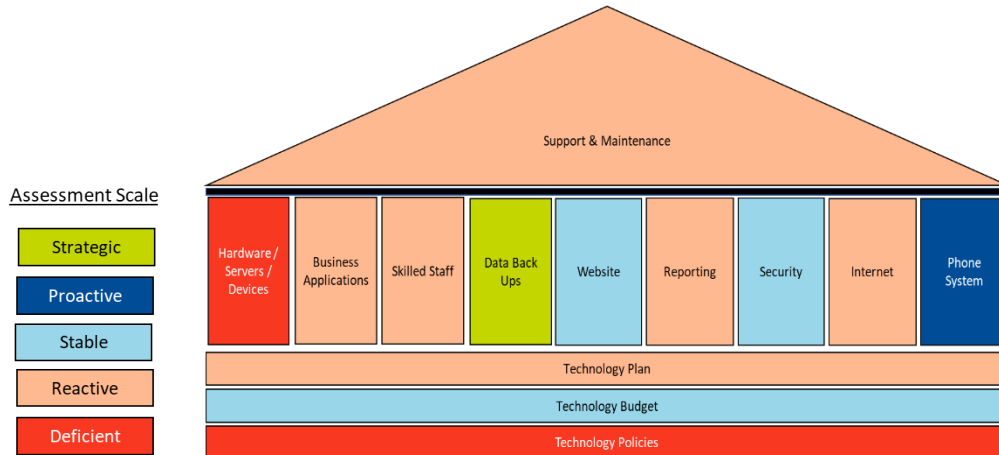 Support & Maintenance
Assessment Scale
Strategic
Proactive
Stable
Reactive
Deficient
Hardware /
Servers /
Devices
Business
Applications
Skilled Staff
Data Back
Ups
Website
Reporting
Security
Internet
Phone
System
Technology Plan
Technology Budget
Technology Policies